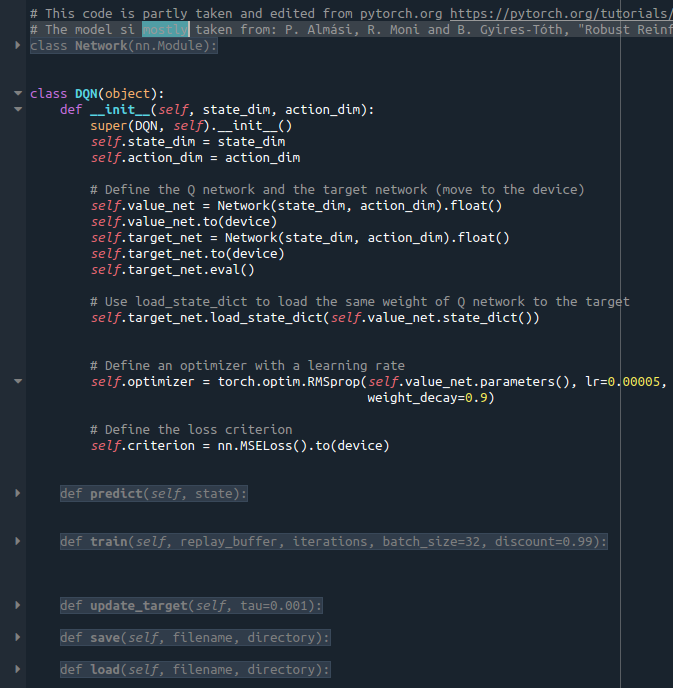 # This code is partly taken and edited from pytorch.org https://pytorch.org/tutorials/
# The model si mostly taken from: P. Almási, R. Moni and B. Gyires-Tóth, "Robust Reinf
class Network(nn.Module):
class DQN(object):
def __init__(self, state_dim, action_dim):
super(DQN, self).__init__()
self.state_dim = state_dim
self.action_dim = action_dim
# Define the Q network and the target network (move to the device)
self.value_net = Network(state_dim, action_dim).float()
self.value_net.to(device)
self.target_net = Network(state_dim, action_dim).float()
self.target_net.to(device)
self.target_net.eval()
# Use load_state_dict to load the same weight of Q network to the target
self.target_net.load_state_dict(self.value_net.state_dict())
# Define an optimizer with a learning rate
self.optimizer = torch.optim.RMSprop(self.value_net.parameters(), lr=0.00005,
weight_decay=0.9)
# Define the loss criterion
self.criterion = nn.MSELoss().to(device)
def predict(self, state):
def train(self, replay_buffer, iterations, batch_size=32, discount=0.99):
def update_target(self, tau=0.001):
def save(self, filename, directory):
def load(self, filename, directory):